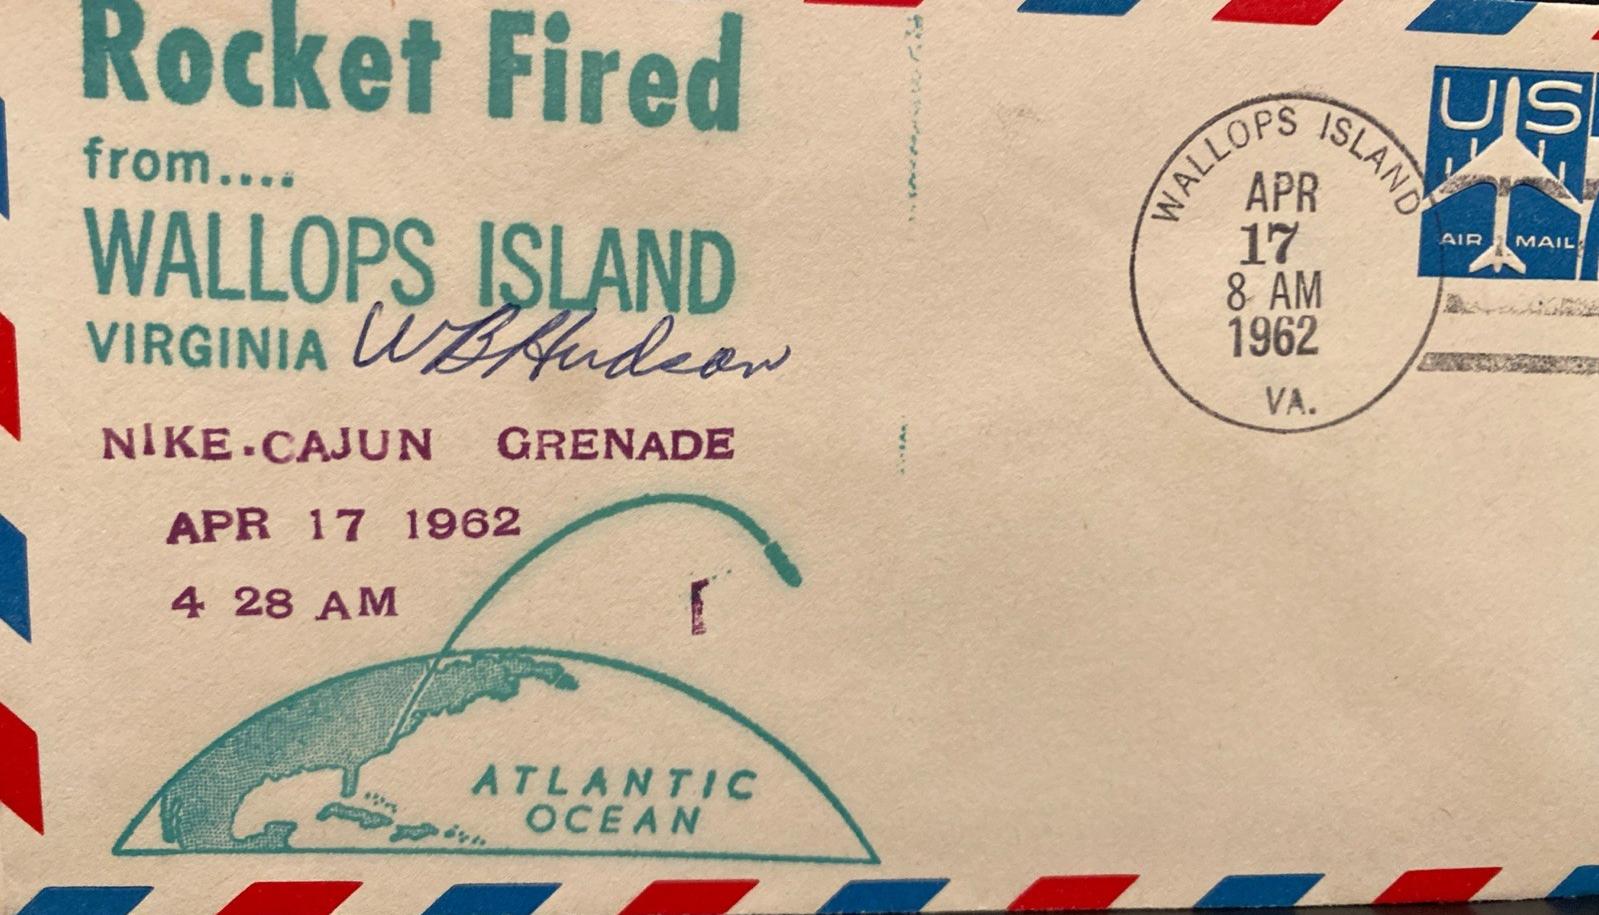 Rocket Fired
from....
WALLOPS ISLAND
VIRGINIA W B Hudson
NIKE-CAJUN GRENADE
APR 17 1962
4 28 AM
ATLANTIC
OCEAN
WALLOPS ISLAND
APR
17
8 AM
1962
VA.
US
AIR MAIL